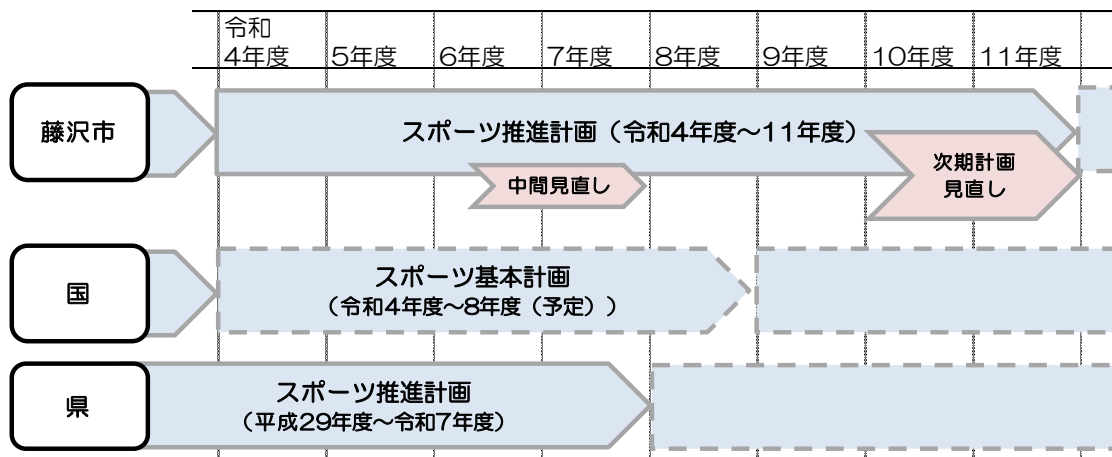 令和
4年度 5年度 6年度 7年度 8年度 9年度 10年度 11年度
藤沢市
スポーツ推進計画（令和4年度～11年度）
中間見直し
次期計画
見直し
国
スポーツ基本計画
（令和4年度～8年度（予定））
県
スポーツ推進計画
（平成29年度～令和7年度）